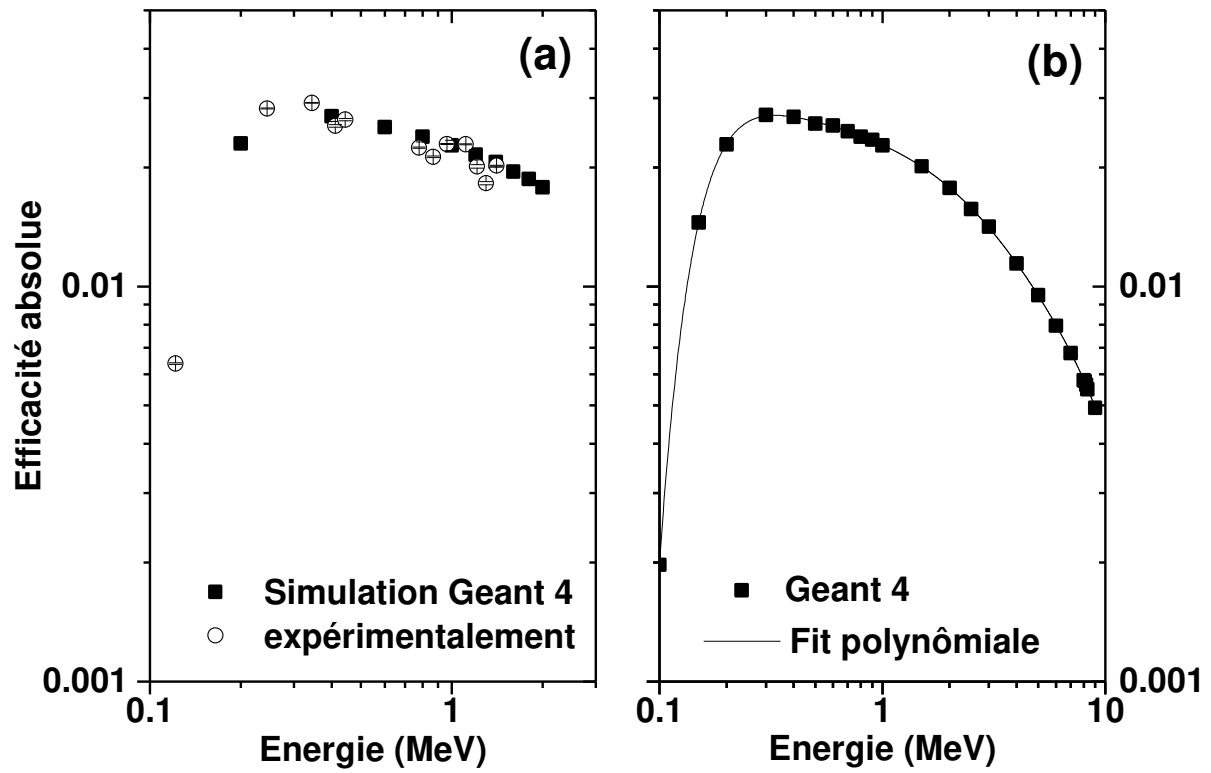 (a)
Efficacité absolue
0.01
0.001
Simulation Geant 4
expérimentalement
0.1
1
Energie (MeV)
(b)
0.01
0.001
Geant 4
Fit polynômiale
0.1
1
10
Energie (MeV)